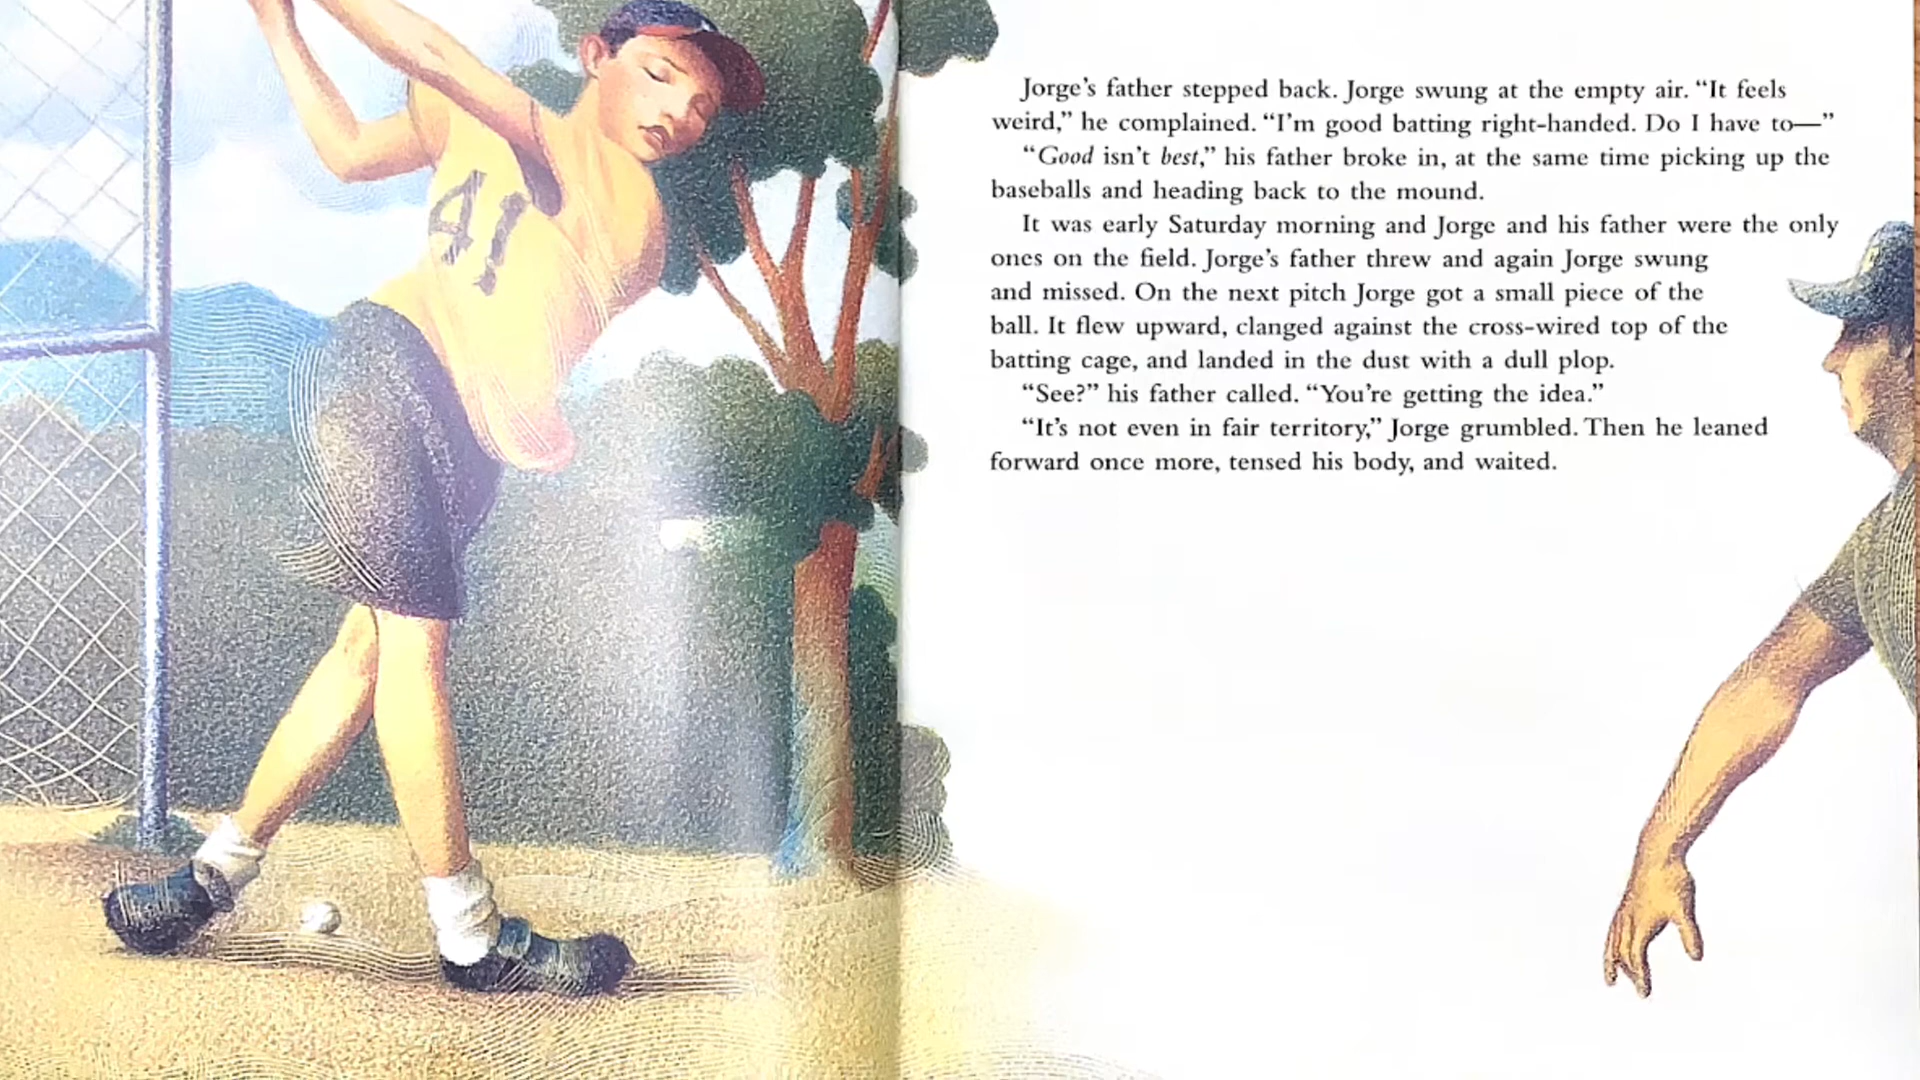 41
Jorge’s father stepped back. Jorge swung at the empty air. “It feels
weird,” he complained. “I’m good batting right-handed. Do I have to—”
“Good isn’t best,” his father broke in, at the same time picking up the
baseballs and heading back to the mound.
It was early Saturday morning and Jorge and his father were the only
ones on the field. Jorge’s father threw and again Jorge swung
and missed. On the next pitch Jorge got a small piece of the
ball. It flew upward, clanged against the cross-wired top of the
batting cage, and landed in the dust with a dull plop.
“See?” his father called. “You’re getting the idea.”
“It’s not even in fair territory,” Jorge grumbled. Then he leaned
forward once more, tensed his body, and waited.